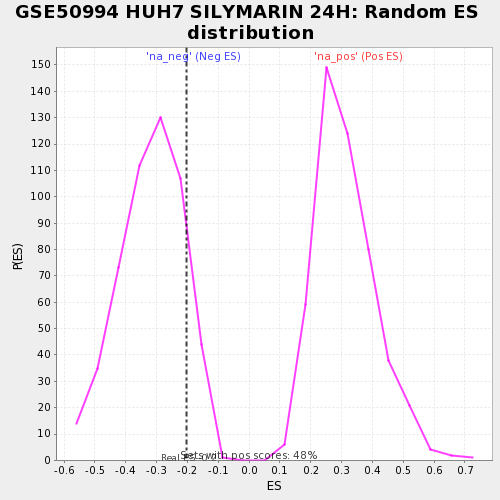 GSE50994 HUH7 SILYMARIN 24H: Random ES
distribution
'na_neg' (Neg ES)
'na_pos' (Pos ES)
150
140
130
120
110
100
90
80
70
60
50
40
30
20
10
0
P(ES)
Sets with pos scores: 48%
-0.6 -0.5 -0.4 -0.3 -0.2 -0.1 0.0 0.1 0.2 0.3 0.4 0.5 0.6 0.7
ES